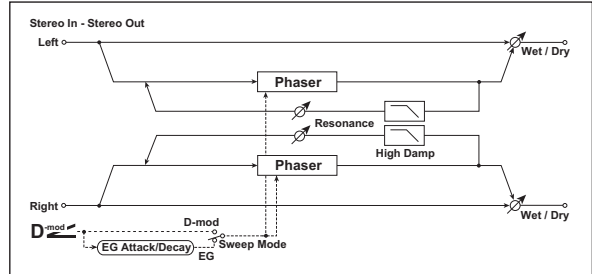 Stereo In - Stereo Out
Left
Wet / Dry
Phaser
Resonance
High Damp
Phaser
Right
Wet / Dry
D-mod
D-mod
Sweep Mode
EG Attack/Decay
EG